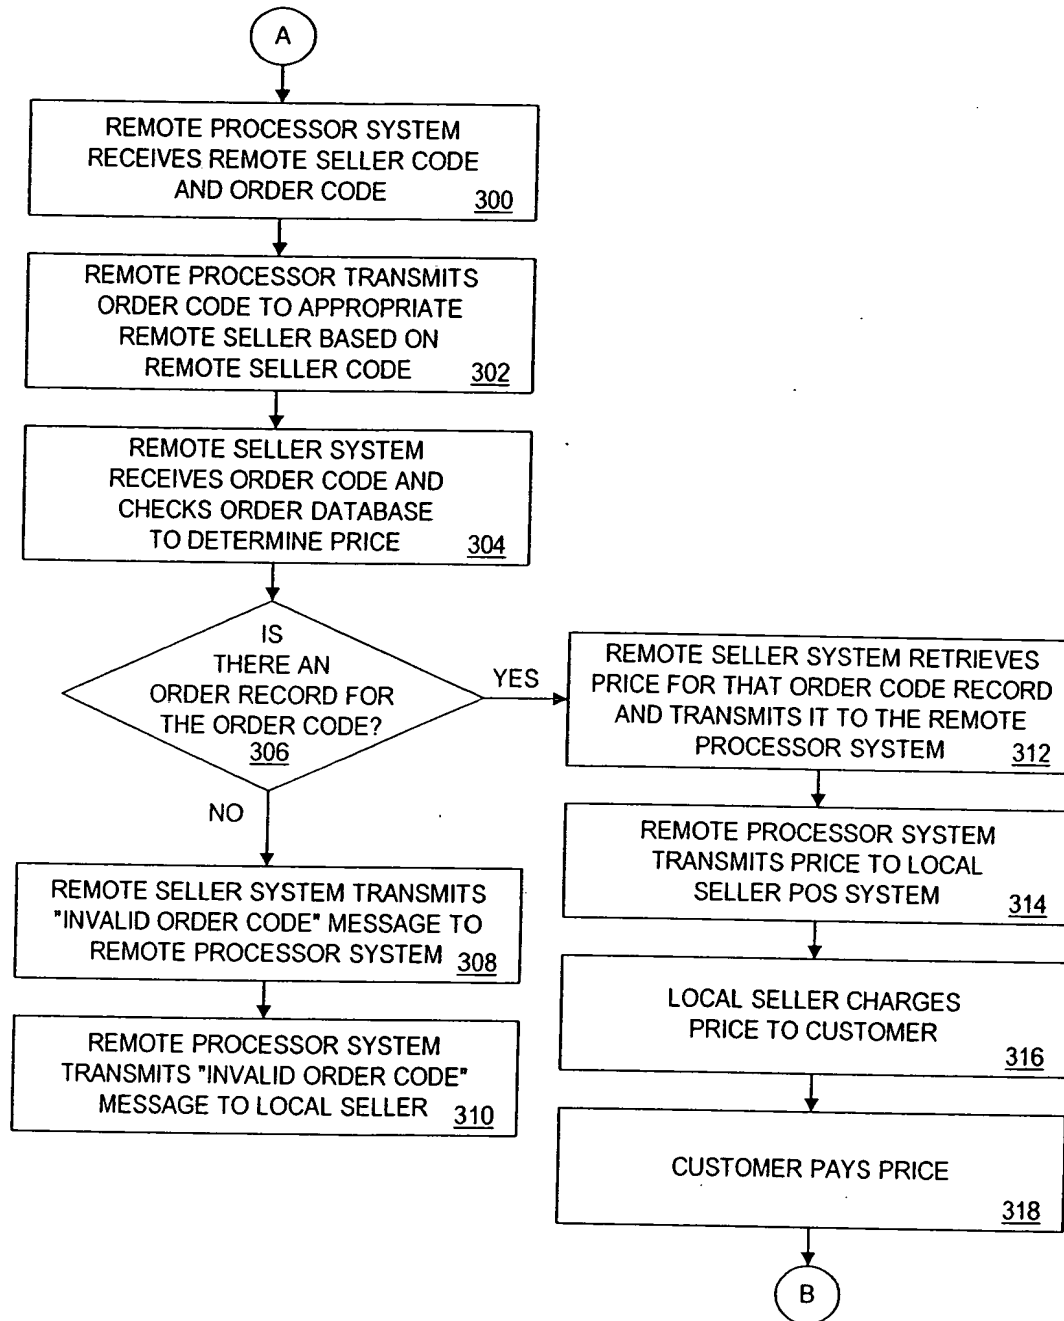 A
REMOTE PROCESSOR SYSTEM
RECEIVES REMOTE SELLER CODE
AND ORDER CODE
300
REMOTE PROCESSOR TRANSMITS
ORDER CODE TO APPROPRIATE
REMOTE SELLER BASED ON
REMOTE SELLER CODE
302
REMOTE SELLER SYSTEM
RECEIVES ORDER CODE AND
CHECKS ORDER DATABASE
TO DETERMINE PRICE
304
IS
THERE AN
ORDER RECORD FOR
THE ORDER CODE?
306
NO
REMOTE SELLER SYSTEM TRANSMITS
"INVALID ORDER CODE" MESSAGE TO
REMOTE PROCESSOR SYSTEM
308
REMOTE PROCESSOR SYSTEM
TRANSMITS "INVALID ORDER CODE"
MESSAGE TO LOCAL SELLER
310
YES
REMOTE SELLER SYSTEM RETRIEVES
PRICE FOR THAT ORDER CODE RECORD
AND TRANSMITS IT TO THE REMOTE
PROCESSOR SYSTEM
312
REMOTE PROCESSOR SYSTEM
TRANSMITS PRICE TO LOCAL
SELLER POS SYSTEM
314
LOCAL SELLER CHARGES
PRICE TO CUSTOMER
316
CUSTOMER PAYS PRICE
318
B